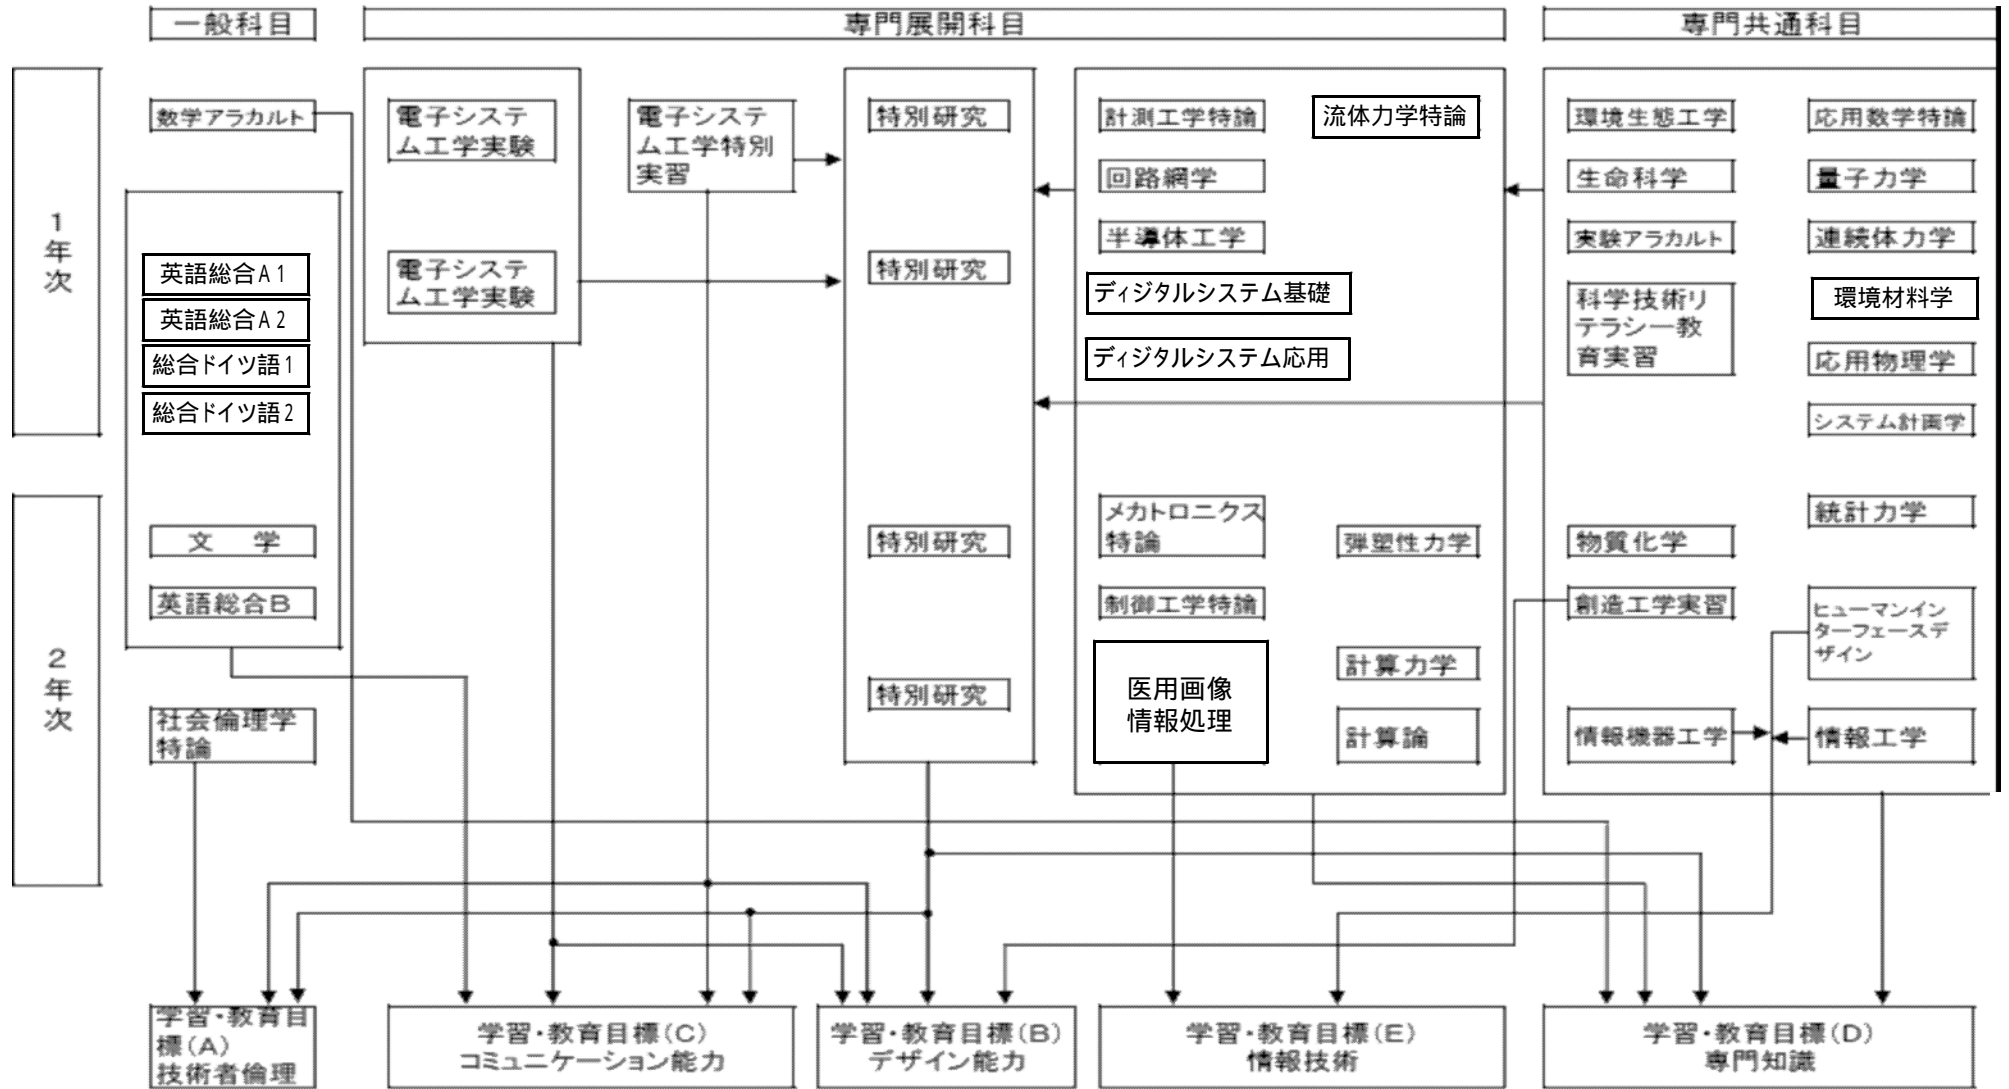 一般科目
専門展開科目
専門共通科目
1
年
次
2
年
次
数学アラカルト
英語総合A1
英語総合A2
総合ドイツ語1
総合ドイツ語2
文　学
英語総合B
社会倫理学
特論
電子システ
ム工学実験
電子システ
ム工学実験
電子システ
ム工学特別
実習
特別研究
特別研究
特別研究
特別研究
計測工学特論
流体力学特論
回路網学
半導体工学
ディジタルシステム基礎
ディジタルシステム応用
メカトロニクス
特論
弾塑性力学
制御工学特論
医用画像
情報処理
計算力学
計算論
環境生態工学
生命科学
実験アラカルト
科学技術リ
テラシー教
育実習
物質化学
創造工学実習
情報機器工学
応用数学特論
量子力学
連続体力学
環境材料学
応用物理学
システム計画学
統計力学
ヒューマンイン
ターフェースデ
ザイン
情報工学
学習・教育目
標(A)
技術者倫理
学習・教育目標(C)
コミュニケーション能力
学習・教育目標(B)
デザイン能力
学習・教育目標(E)
情報技術
学習・教育目標(D)
専門知識